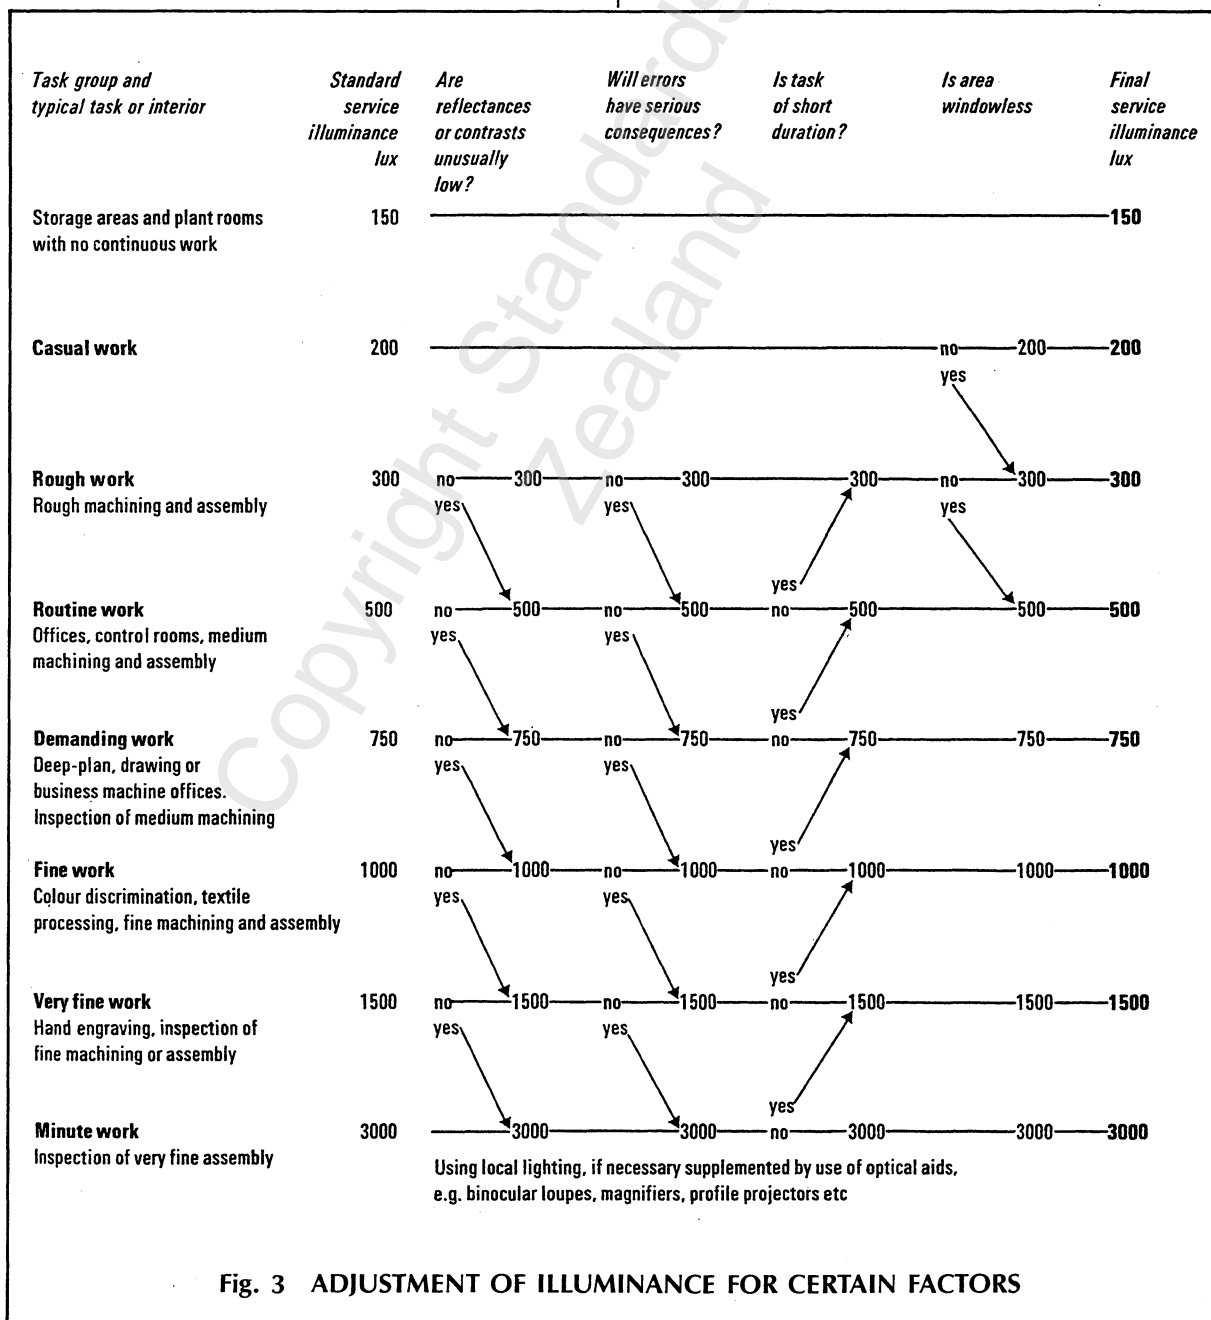 Task group and typical task or interior
Standard service illuminance lux
Are reflectances or contrasts unusually low?
Will errors have serious consequences?
Is task of short duration?
Is area windowless
Final service illuminance lux
Storage areas and plant rooms 150 150
with no continuous work
Casual work 200 no 200 200
yes
Rough work 300 no 300 no 300 300 no 300 300
Rough machining and assembly yes yes yes
yes
Routine work 500 no 500 no 500 no 500 500 500
Offices, control rooms, medium yes yes
machining and assembly
yes
Demanding work 750 no 750 no 750 no 750 750 750
Deep-plan, drawing or yes yes
business machine offices.
Inspection of medium machining
yes
Fine work 1000 no 1000 no 1000 no 1000 1000 1000
Colour discrimination, textile yes yes
processing, fine machining and assembly
yes
Very fine work 1500 no 1500 no 1500 no 1500 1500 1500
Hand engraving, inspection of yes yes
fine machining or assembly
yes
Minute work 3000 3000 3000 no 3000 3000 3000
Inspection of very fine assembly
Using local lighting, if necessary supplemented by use of optical aids,
e.g. binocular loupes, magnifiers, profile projectors etc
Fig. 3 ADJUSTMENT OF ILLUMINANCE FOR CERTAIN FACTORS
Copyright Standards
Zealand